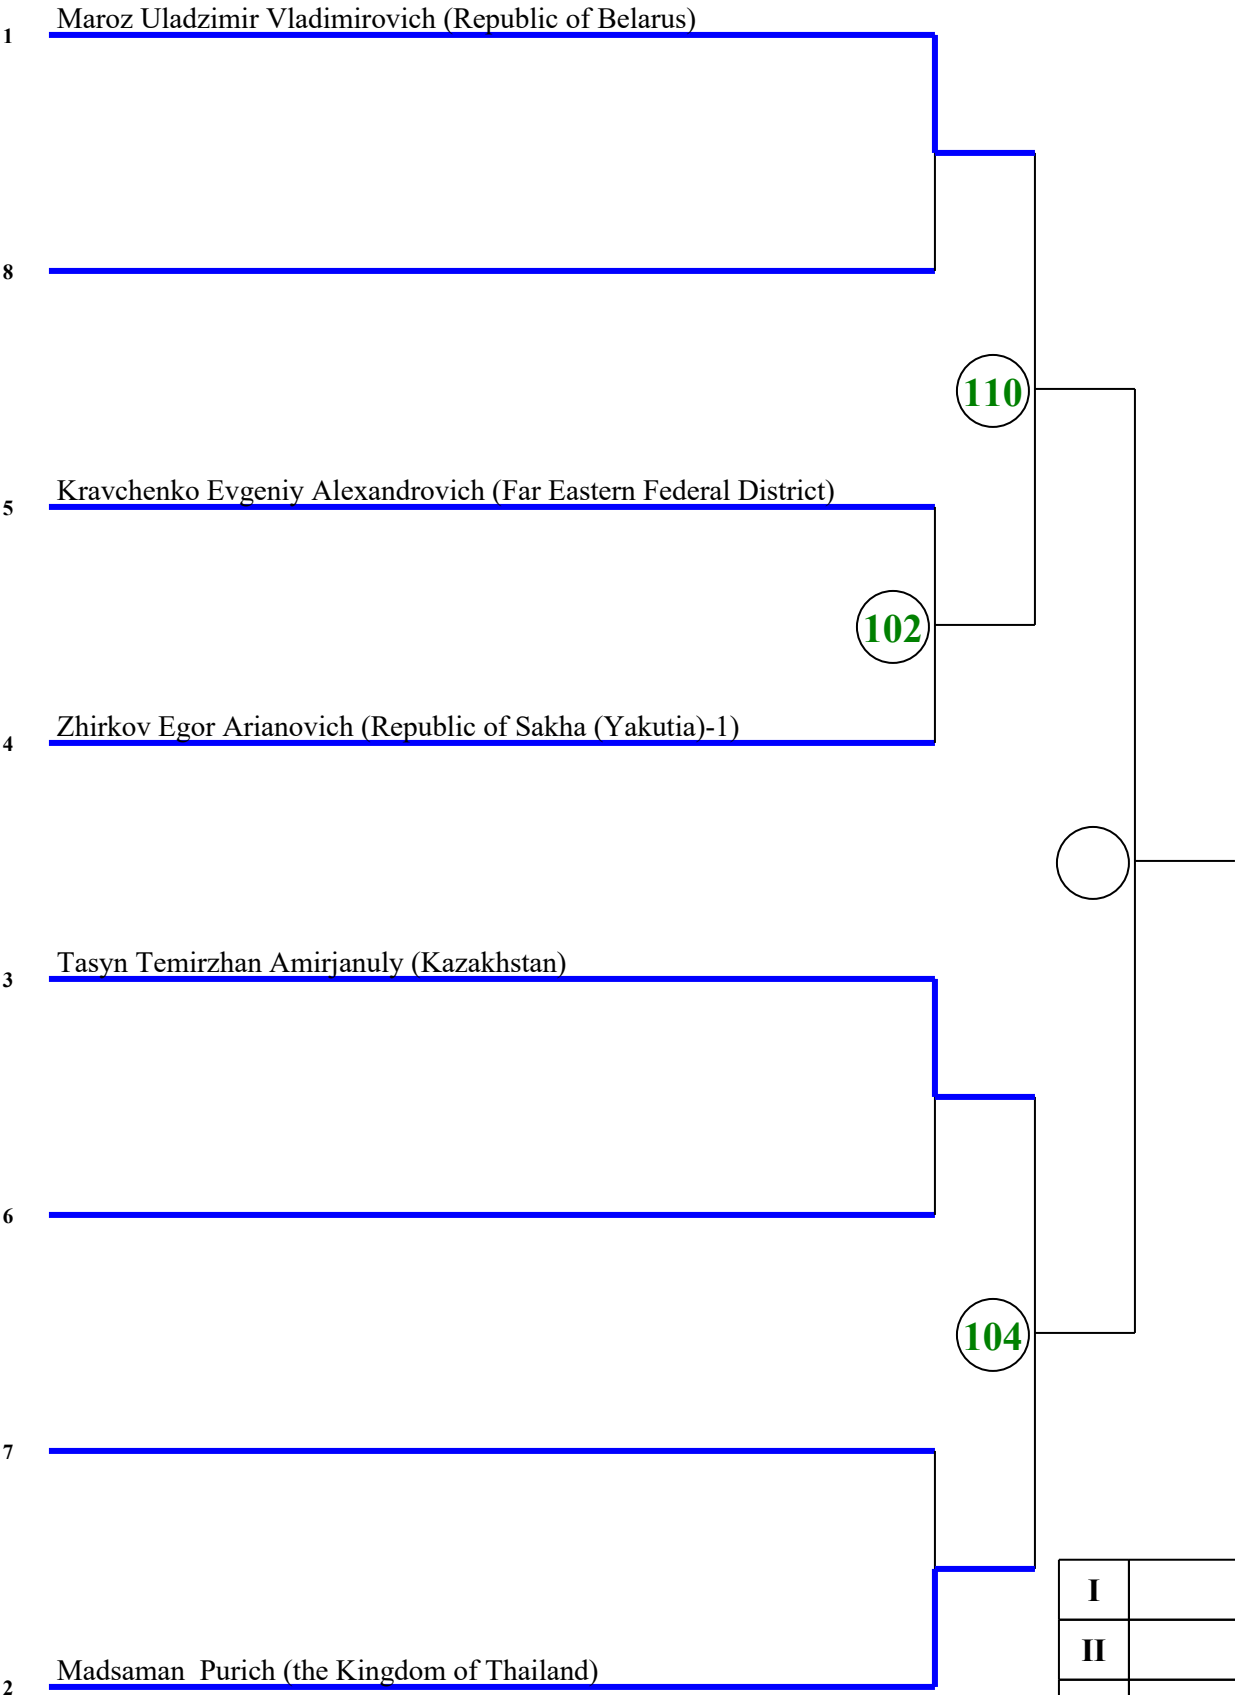 Maroz Uladzimir Vladimirovich (Republic of Belarus)
1
8
110
Kravchenko Evgeniy Alexandrovich (Far Eastern Federal District)
5
102
Zhirkov Egor Arianovich (Republic of Sakha (Yakutia)-1)
4
Tasyn Temirzhan Amirjanuly (Kazakhstan)
3
6
104
7
I
II
Madsaman  Purich (the Kingdom of Thailand)
2